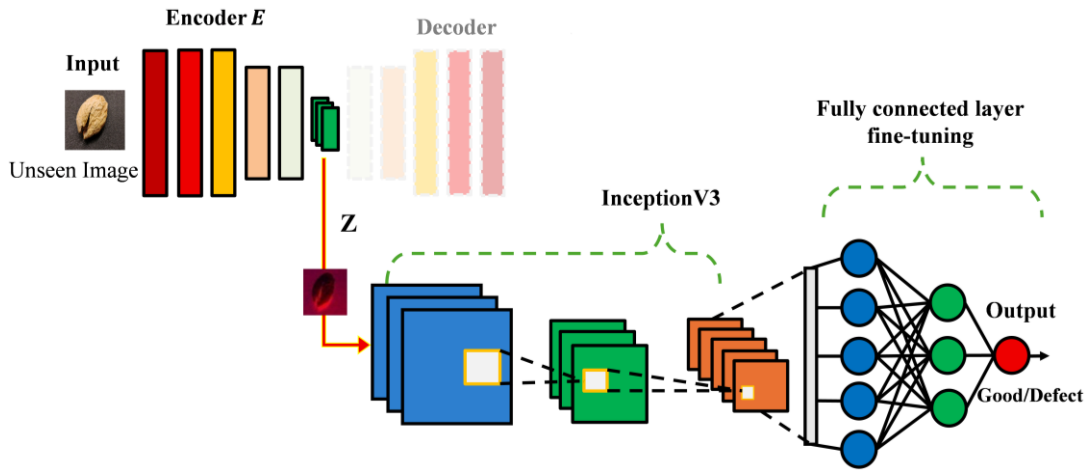 Encoder E
Decoder
Input
Unseen Image
Z
InceptionV3
Fully connected layer
fine-tuning
Output
Good/Defect